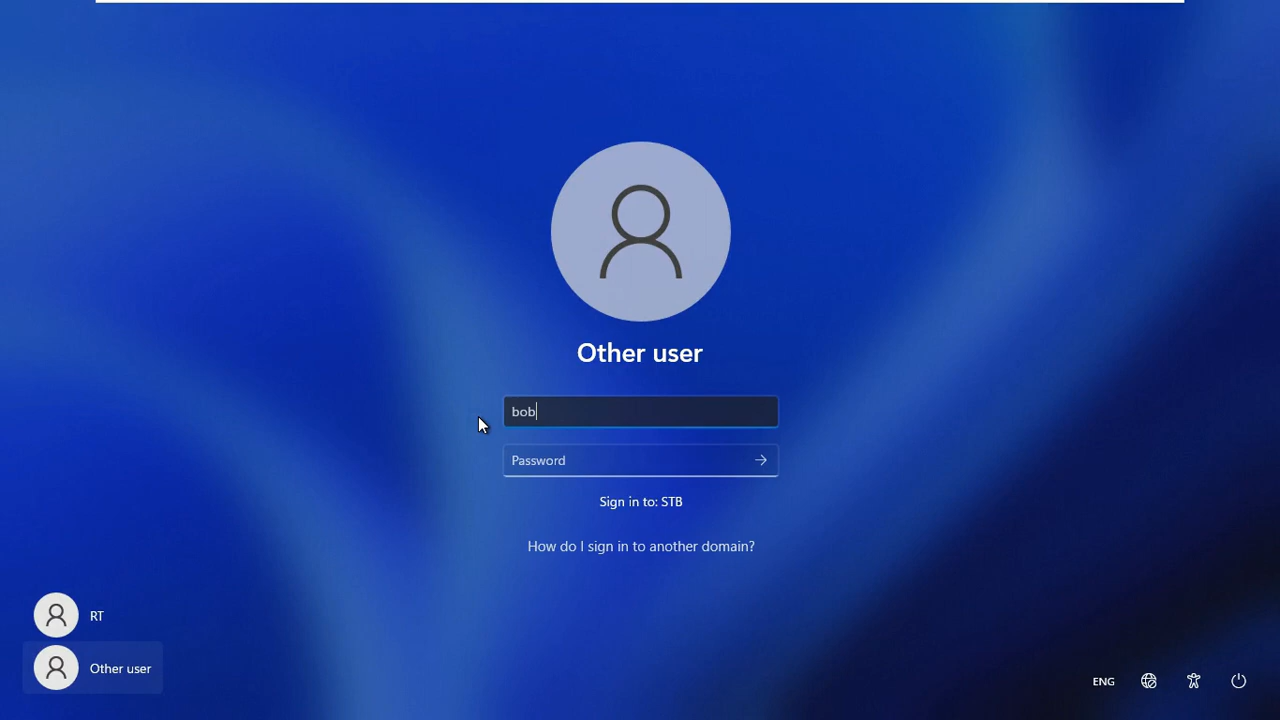 Other user
bob
Password
Sign in to: STB
How do I sign in to another domain?
RT
Other user
ENG